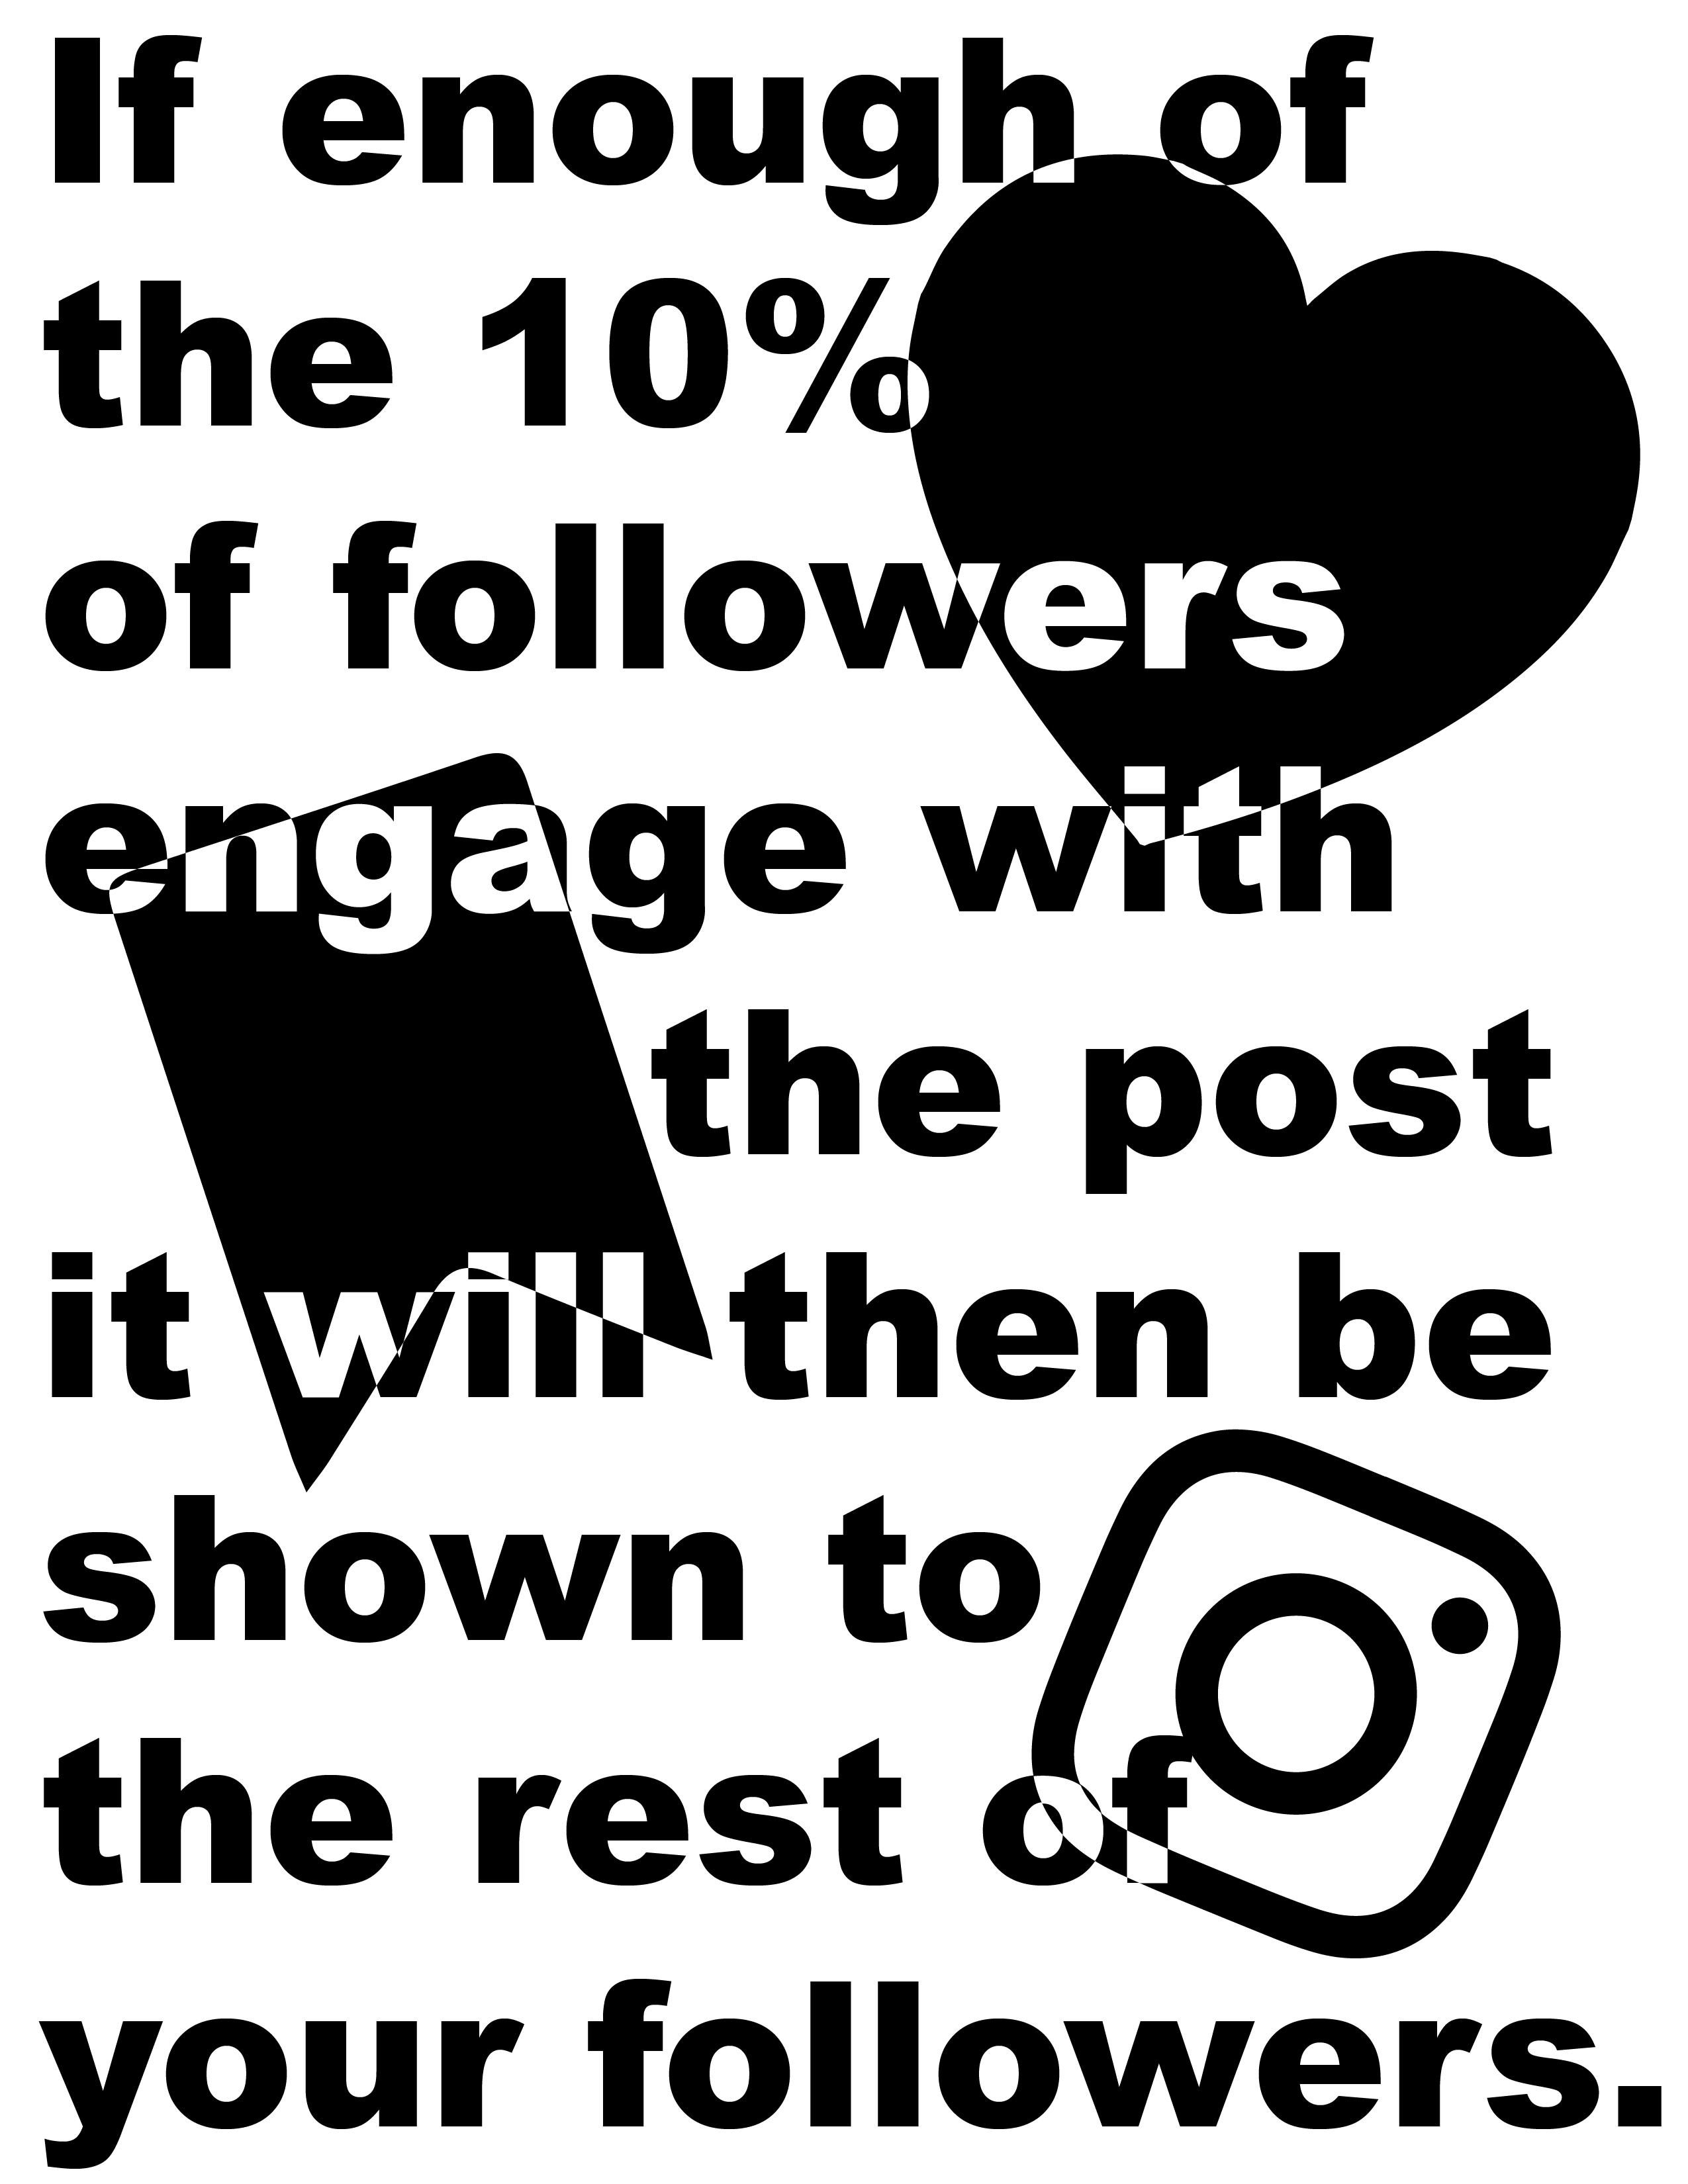 If enough of
the 10%
of followers
engage with
the post
it will then be
shown to
the rest of
your followers.